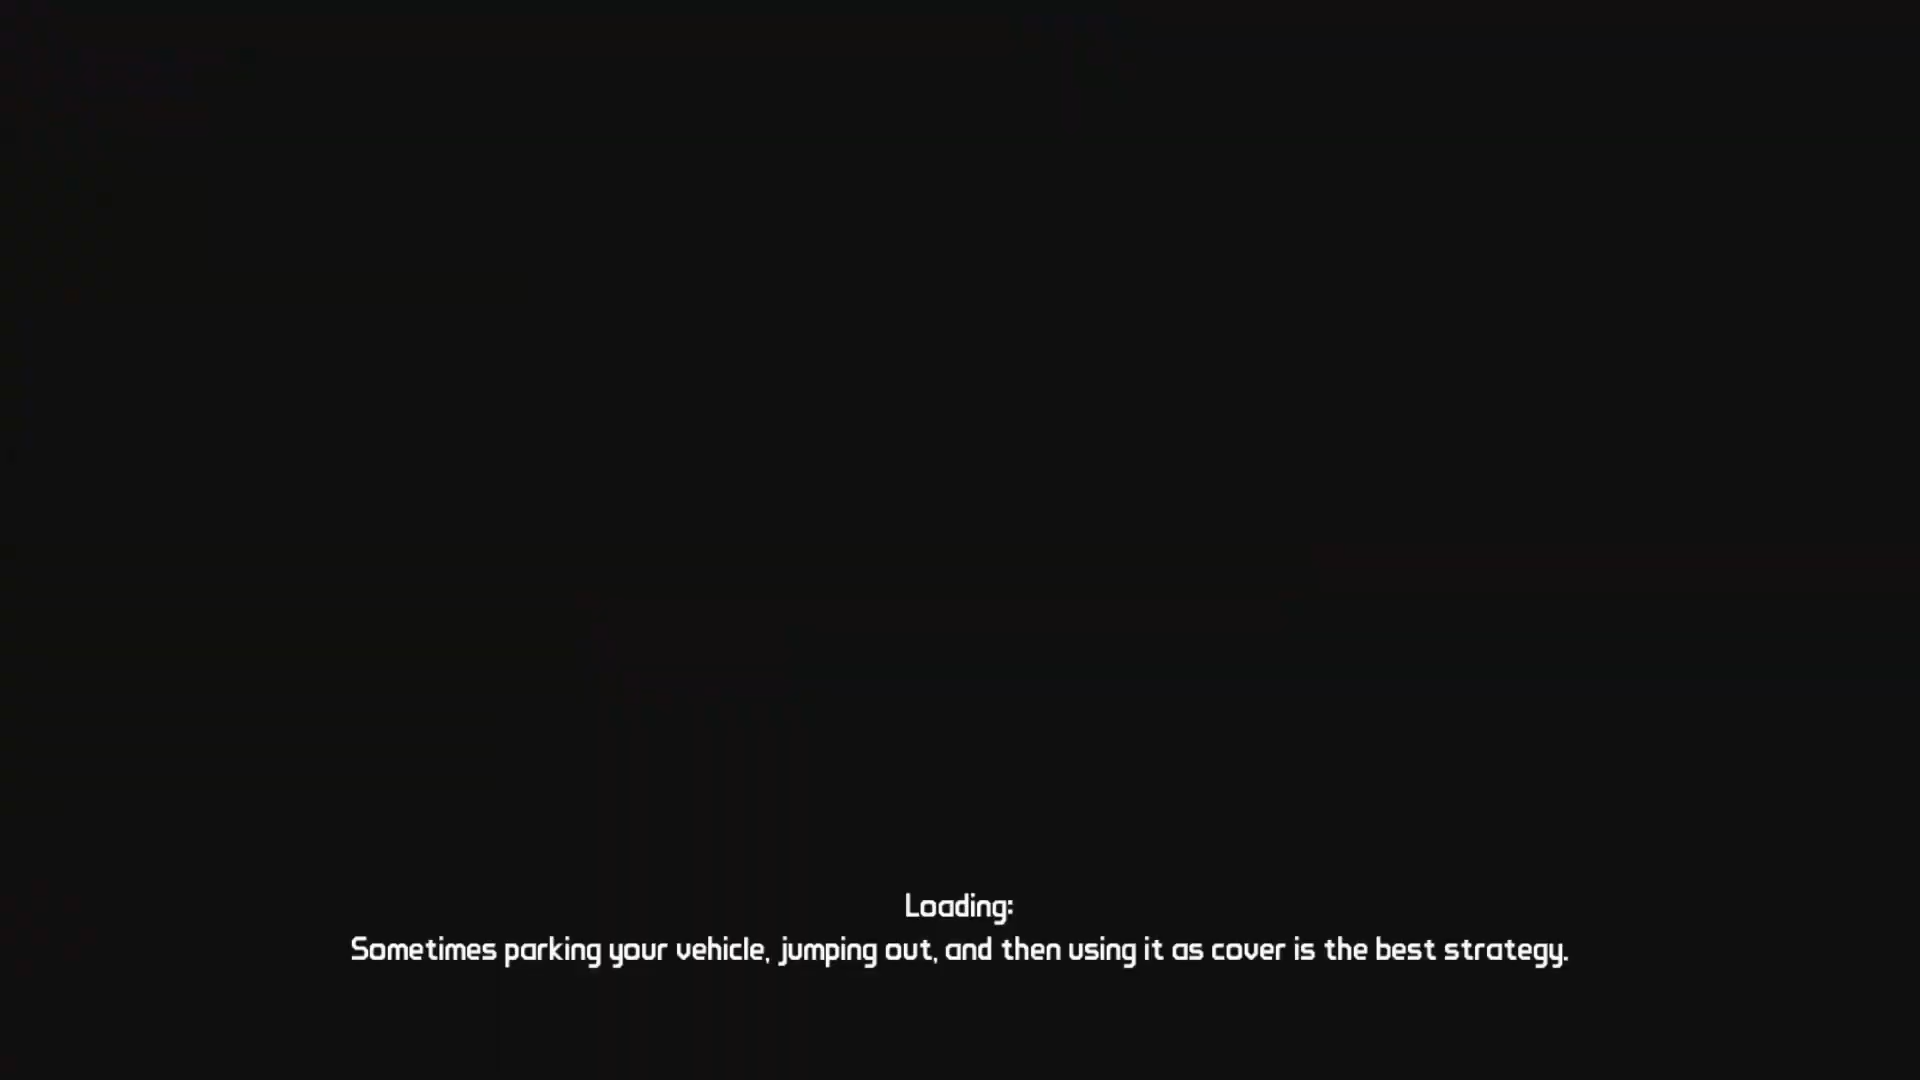 Loading:
Sometimes parking your vehicle, jumping out, and then using it as cover is the best strategy.